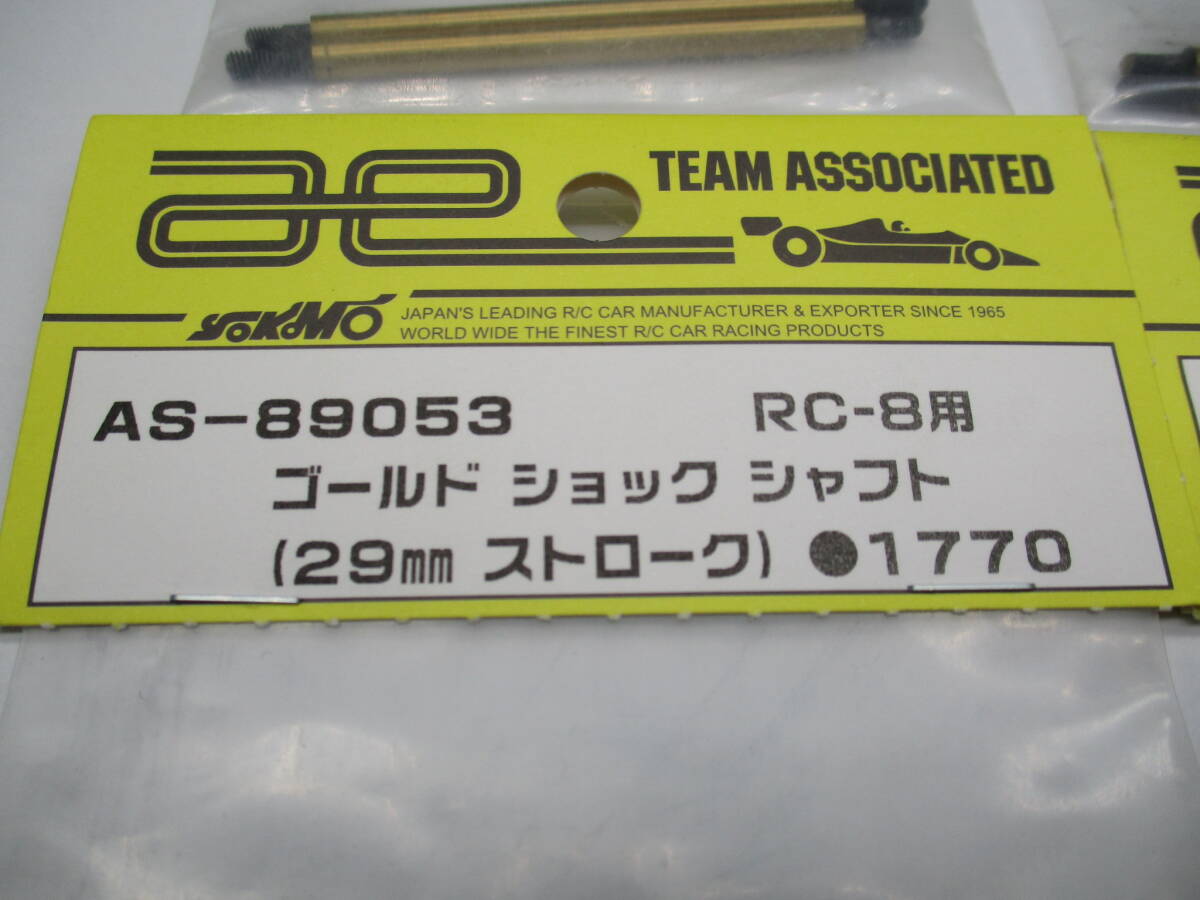 ae TEAM ASSOCIATED
YOKOMO
JAPAN'S LEADING R/C CAR MANUFACTURER & EXPORTER SINCE 1965
WORLD WIDE THE FINEST R/C CAR RACING PRODUCTS
AS-89053 RC-8用
ゴールド ショック シャフト
(29㎜ ストローク) ●1770